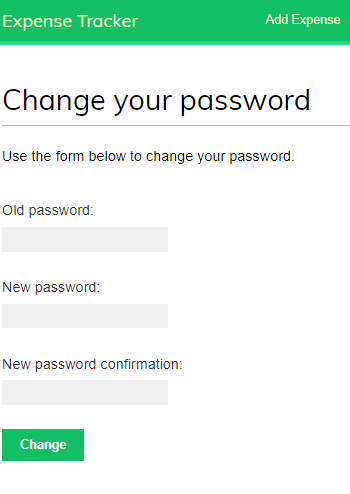 Expense Tracker
Add Expense
Change your password
Use the form below to change your password.
Old password:
New password:
New password confirmation:
Change